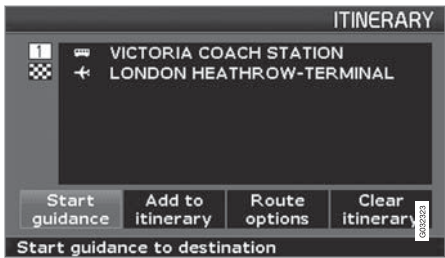 ITINERARY
1 VICTORIA COACH STATION
LONDON HEATHROW-TERMINAL
Start guidance
Add to itinerary
Route options
Clear itinerary
G032323
Start guidance to destination